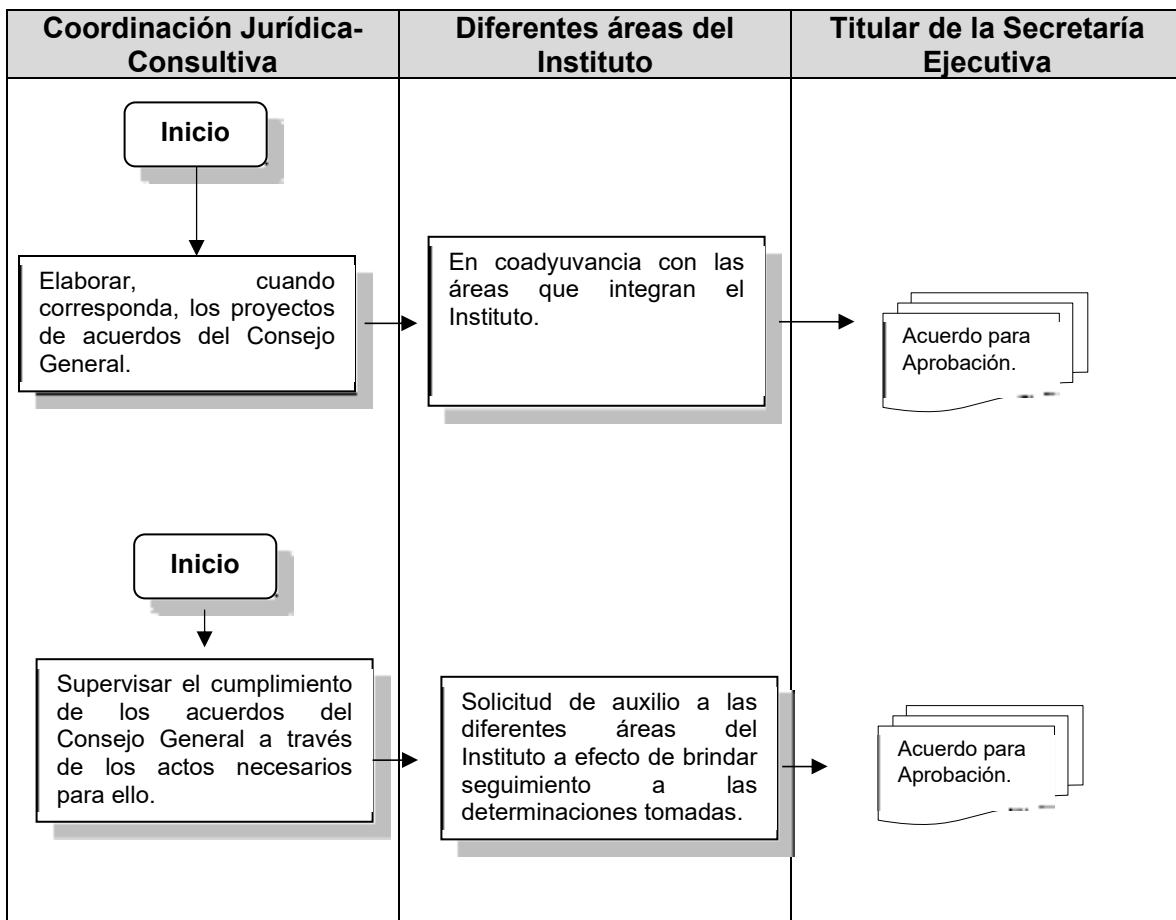 Coordinación Jurídica-
Consultiva
Diferentes áreas del
Instituto
Titular de la Secretaría
Ejecutiva
Inicio
Elaborar, cuando
corresponda, los proyectos
de acuerdos del Consejo
General.
En coadyuvancia con las
áreas que integran el
Instituto.
Acuerdo para
Aprobación.
Inicio
Supervisar el cumplimiento
de los acuerdos del
Consejo General a través
de los actos necesarios
para ello.
Solicitud de auxilio a las
diferentes áreas del
Instituto a efecto de brindar
seguimiento a las
determinaciones tomadas.
Acuerdo para
Aprobación.